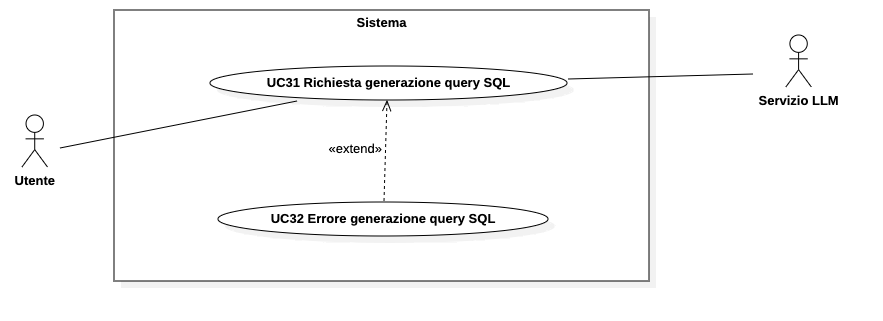 Sistema
UC31 Richiesta generazione query SQL
Servizio LLM
«extend»
Utente
UC32 Errore generazione query SQL